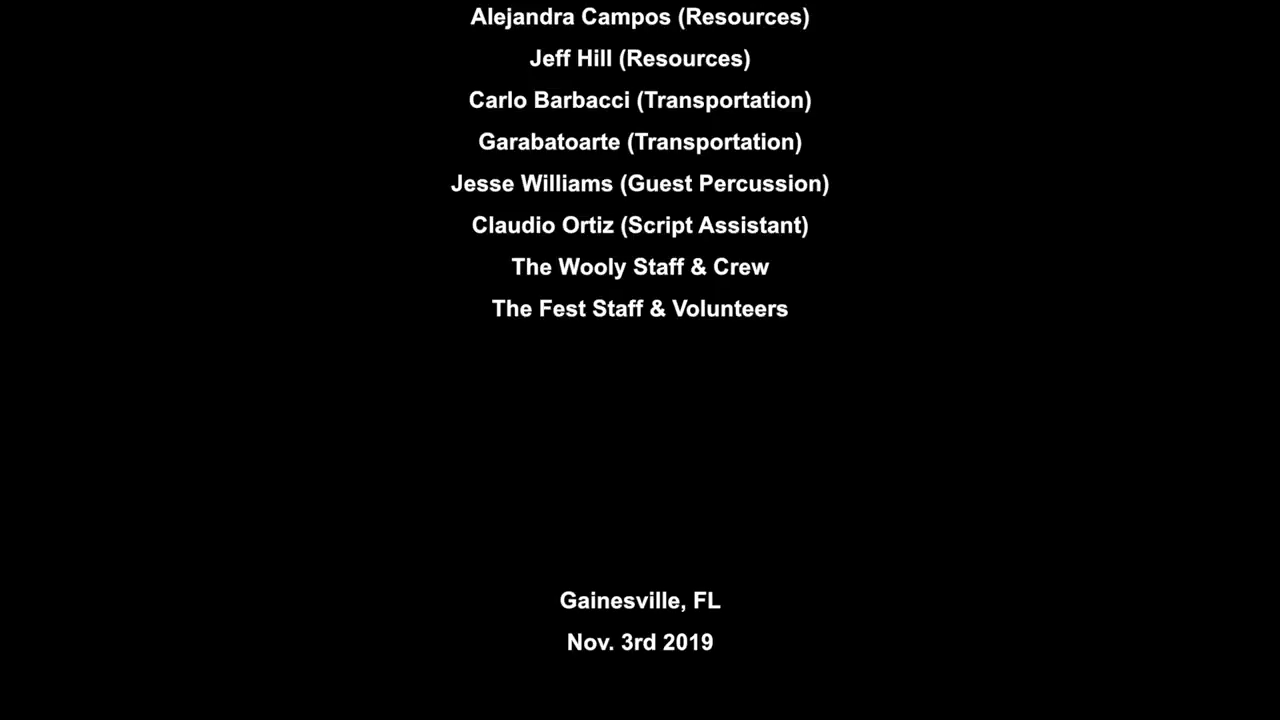 Alejandra Campos (Resources)
Jeff Hill (Resources)
Carlo Barbacci (Transportation)
Garabatoarte (Transportation)
Jesse Williams (Guest Percussion)
Claudio Ortiz (Script Assistant)
The Wooly Staff & Crew
The Fest Staff & Volunteers
Gainesville, FL
Nov. 3rd 2019